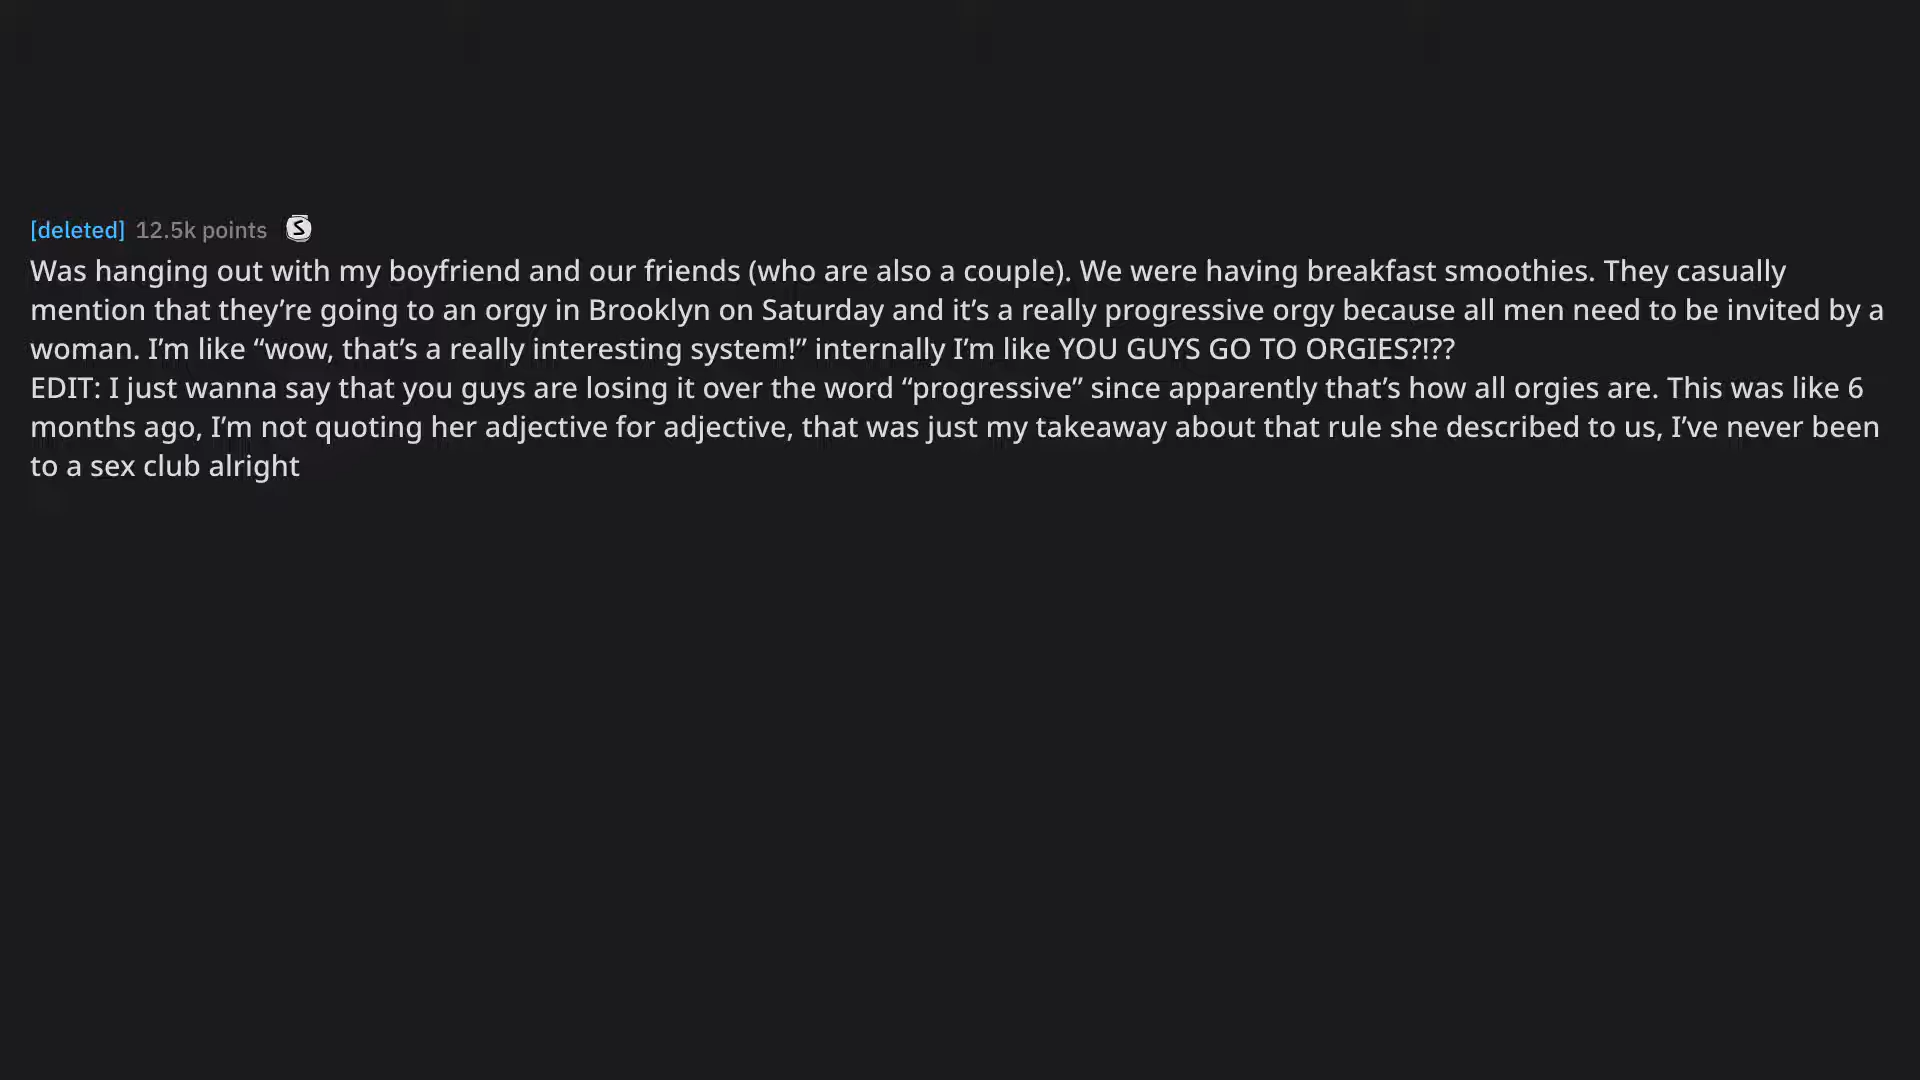 [deleted] 12.5k points S
Was hanging out with my boyfriend and our friends (who are also a couple). We were having breakfast smoothies. They casually
mention that they’re going to an orgy in Brooklyn on Saturday and it’s a really progressive orgy because all men need to be invited by a
woman. I’m like “wow, that’s a really interesting system!” internally I’m like YOU GUYS GO TO ORGIES?!??
EDIT: I just wanna say that you guys are losing it over the word “progressive” since apparently that’s how all orgies are. This was like 6
months ago, I’m not quoting her adjective for adjective, that was just my takeaway about that rule she described to us, I’ve never been
to a sex club alright